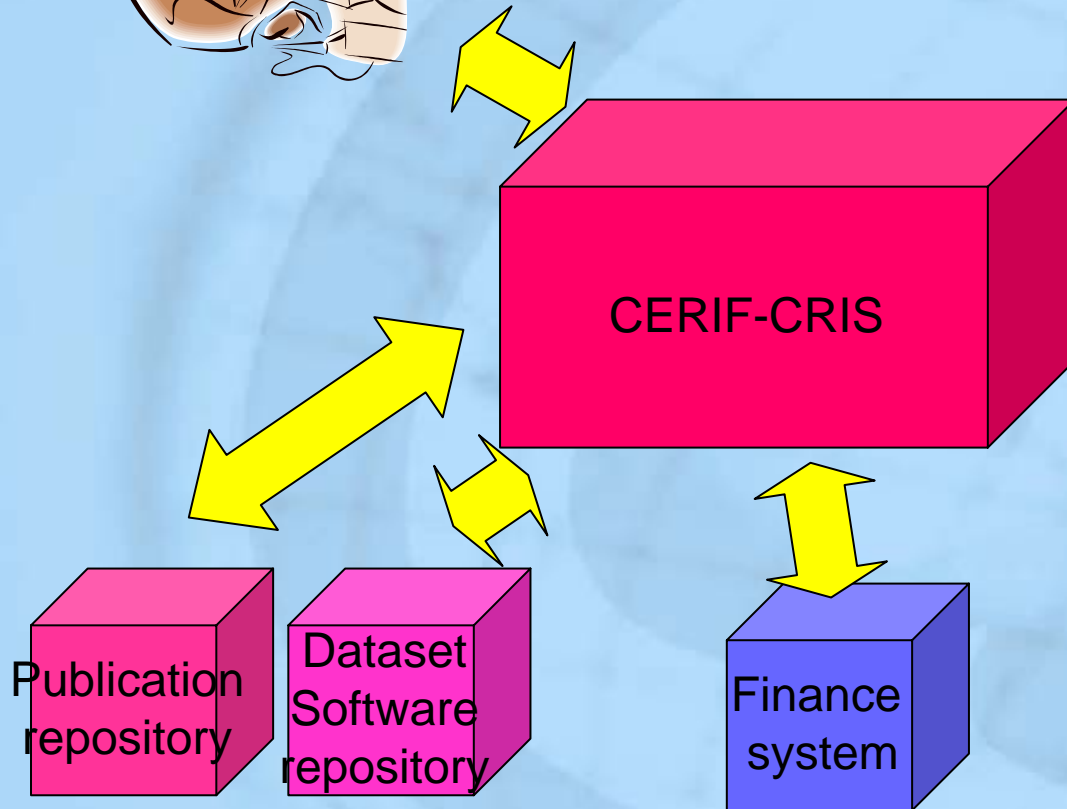 CERIF-CRIS
Publication
repository
Dataset
Software
repository
Finance
system